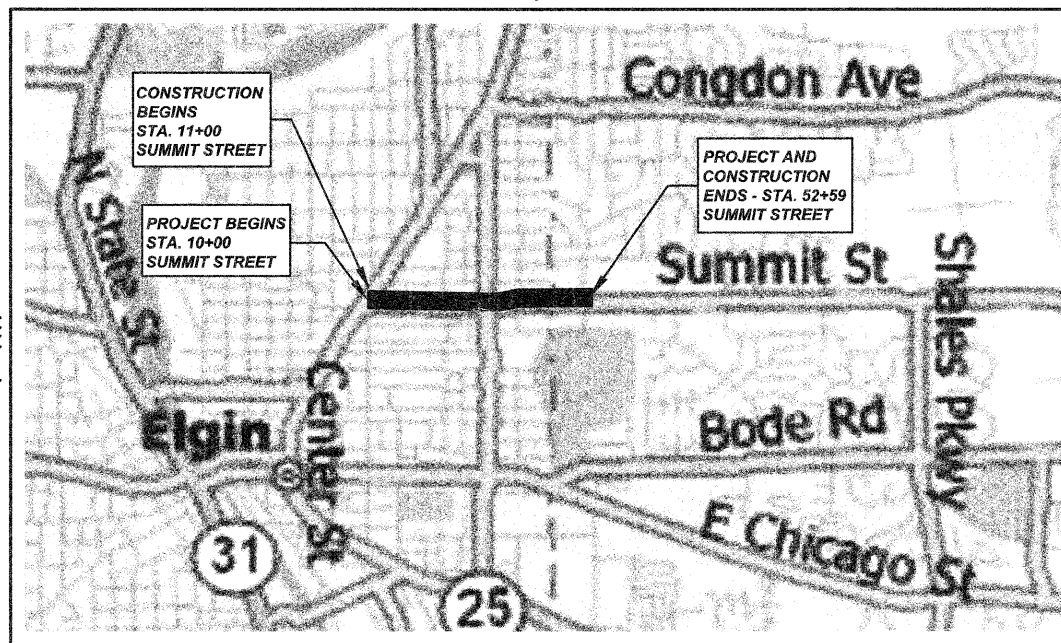 CONSTRUCTION
BEGINS
STA. 11+00
SUMMIT STREET
PROJECT BEGINS
STA. 10+00
SUMMIT STREET
PROJECT AND
CONSTRUCTION
ENDS - STA. 52+59
SUMMIT STREET
Congdon Ave
N State St
Summit St
Shales Pkwy
Center St
Elgin
Bode Rd
E Chicago St
31
25